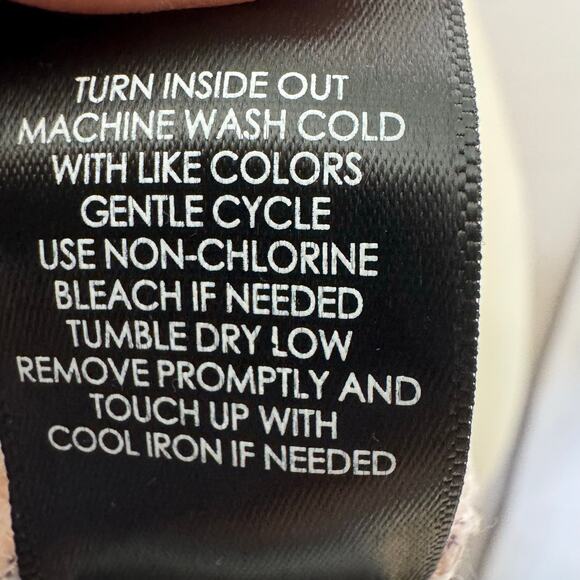 TURN INSIDE OUT
MACHINE WASH COLD
WITH LIKE COLORS
GENTLE CYCLE
USE NON-CHLORINE
BLEACH IF NEEDED
TUMBLE DRY LOW
REMOVE PROMPTLY AND
TOUCH UP WITH
COOL IRON IF NEEDED